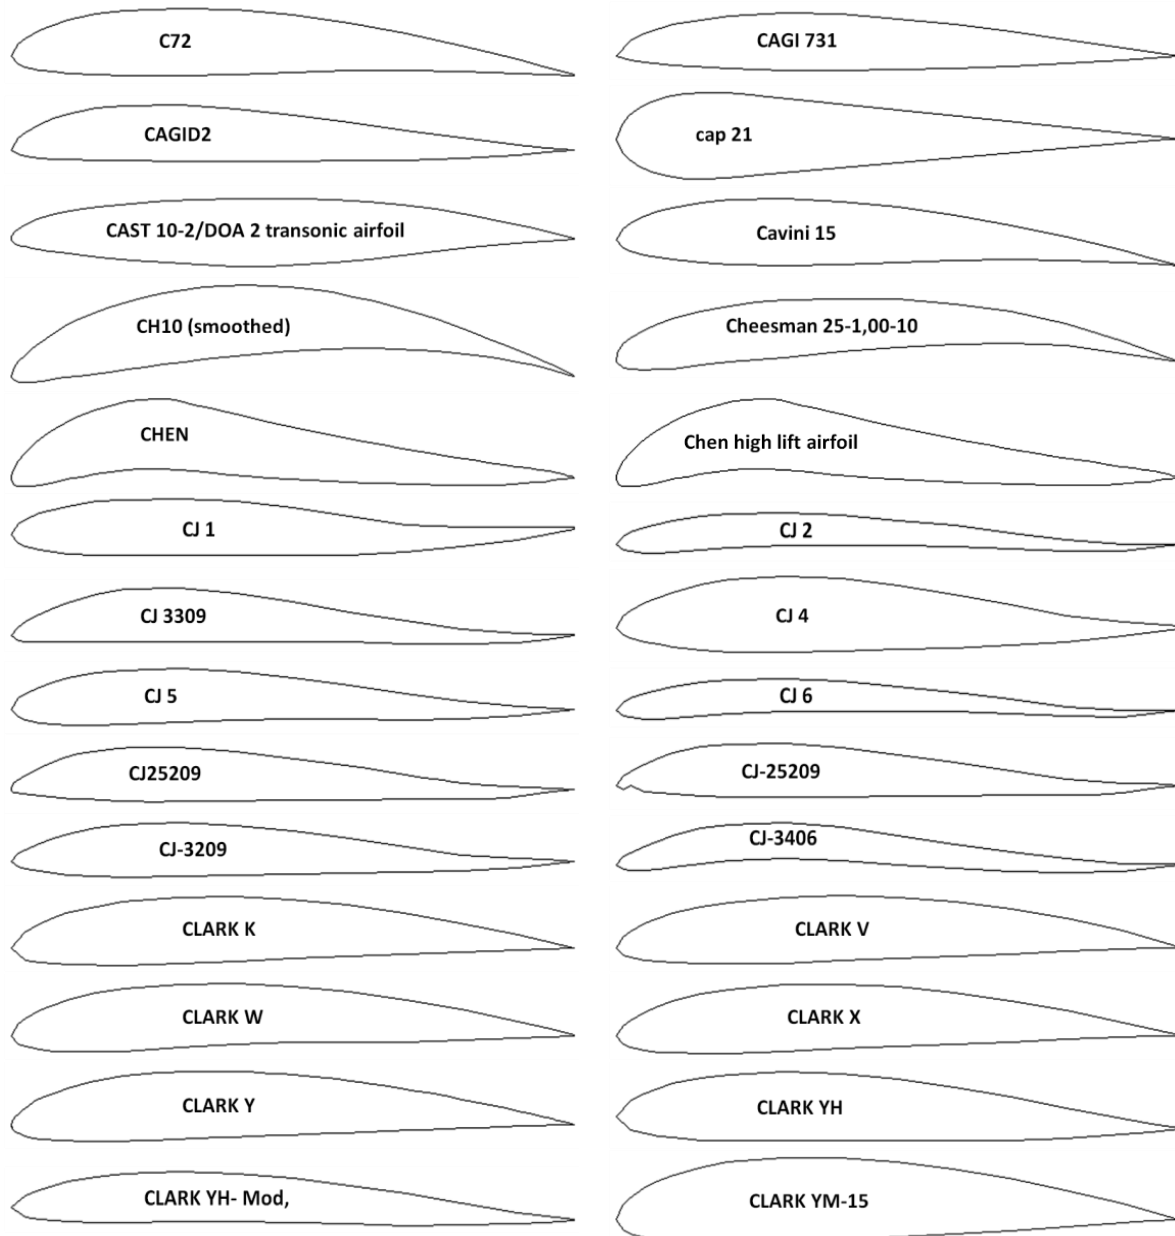 C72
CAGI 731
CAGID2
cap 21
CAST 10-2/DOA 2 transonic airfoil
Cavini 15
CH10 (smoothed)
Cheesman 25-1,00-10
CHEN
Chen high lift airfoil
CJ 1
CJ 2
CJ 3309
CJ 4
CJ 5
CJ 6
CJ25209
CJ-25209
CJ-3209
CJ-3406
CLARK K
CLARK V
CLARK W
CLARK X
CLARK Y
CLARK YH
CLARK YH- Mod,
CLARK YM-15